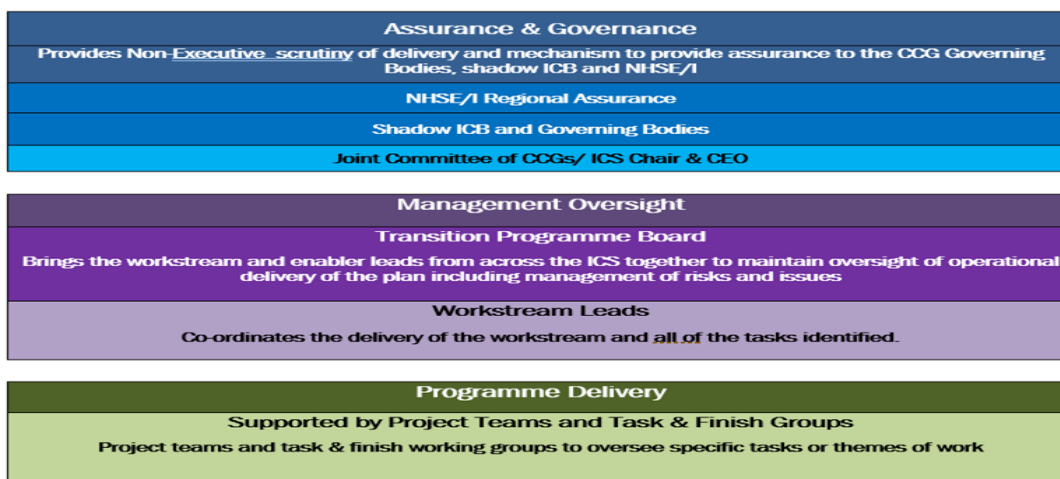 Assurance & Governance
Provides Non-Executive scrutiny of delivery and mechanism to provide assurance to the CCG Governing
Bodies, shadow ICB and NHSE/I
NHSE/I Regional Assurance
Shadow ICB and Governing Bodies
Joint Committee of CCGs/ ICS Chair & CEO
Management Oversight
Transition Programme Board
Brings the workstream and enabler leads from across the ICS together to maintain oversight of operational
delivery of the plan including management of risks and issues
Workstream Leads
Co-ordinates the delivery of the workstream and all of the tasks identified.
Programme Delivery
Supported by Project Teams and Task & Finish Groups
Project teams and task & finish working groups to oversee specific tasks or themes of work